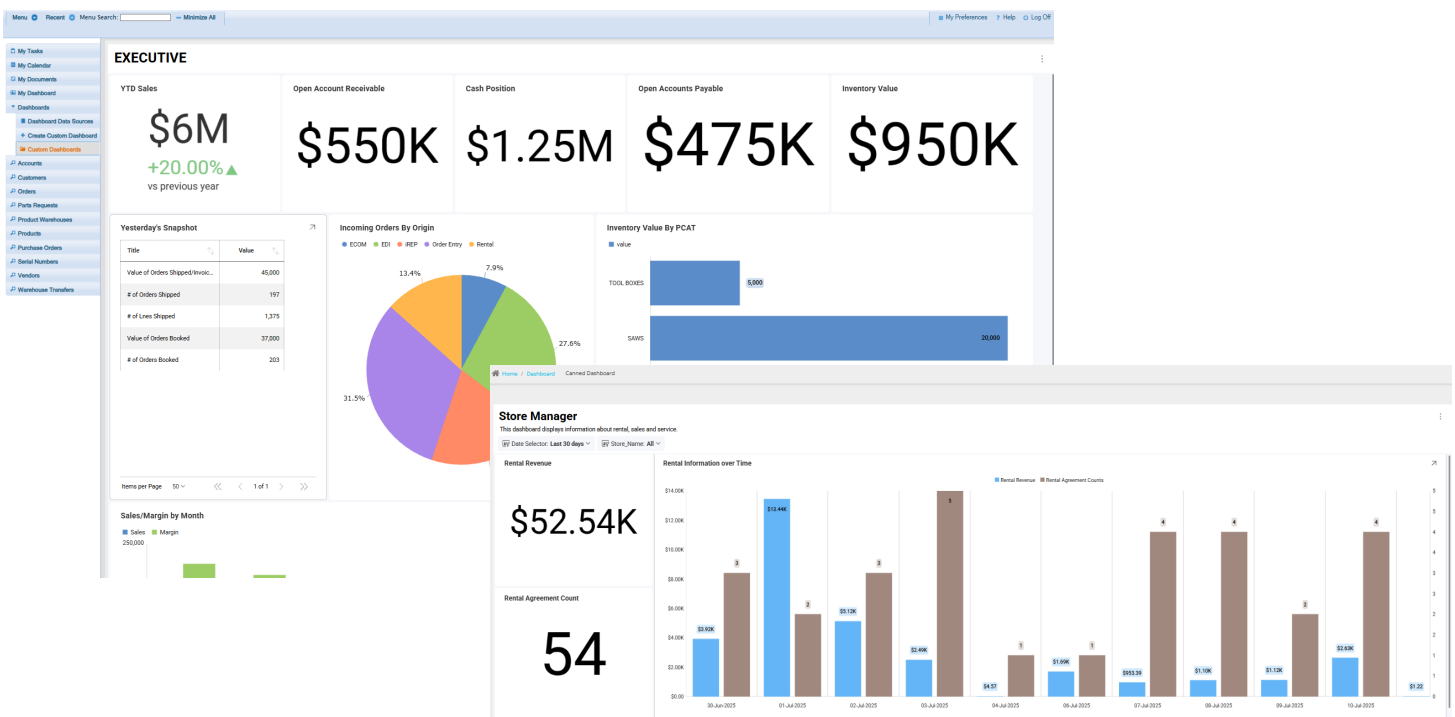 Menu Recent Menu Search: Minimize All My Preferences ? Help Log Off
My Tasks
My Calendar
My Documents
My Dashboard
Dashboards
Dashboard Data Sources
Create Custom Dashboard
Custom Dashboards
Accounts
Customers
Orders
Parts Requests
Product Warehouses
Products
Purchase Orders
Serial Numbers
Vendors
Warehouse Transfers
EXECUTIVE
YTD Sales
$6M
+20.00%▲
vs previous year
Open Account Receivable
$550K
Cash Position
$1.25M
Open Accounts Payable
$475K
Inventory Value
$950K
Yesterday's Snapshot
Title Value
Value of Orders Shipped/Invoic... 45,000
# of Orders Shipped 197
# of Lnes Shipped 1,375
Value of Orders Booked 37,000
# of Orders Booked 203
Items per Page 50 1 of 1
Incoming Orders By Origin
ECOM EDI iREP Order Entry Rental
13.4% 7.9%
27.6%
31.5%
Inventory Value By PCAT
value
TOOL BOXES 5,000
SAWS 20,000
Sales/Margin by Month
Sales Margin
250,000
Home / Dashboard Canned Dashboard
Store Manager
This dashboard displays information about rental, sales and service.
Date Selector: Last 30 days Store_Name: All
Rental Revenue
$52.54K
Rental Agreement Count
54
Rental Information over Time
Rental Revenue Rental Agreement Counts
$14.00K 5
$12.00K 5
$10.00K 4
$8.00K 4
$6.00K 3
$4.00K 3
$2.00K 2
$0.00 2
1
1
0
$3.92K 3
$13.44K 2
$5.12K 3
$2.49K 5
$4.57 1
$1.69K 1
$953.39 4
$1.10K 4
$1.12K 2
$2.63K 4
$1.22
30-Jun-2025 01-Jul-2025 02-Jul-2025 03-Jul-2025 04-Jul-2025 06-Jul-2025 07-Jul-2025 08-Jul-2025 09-Jul-2025 10-Jul-2025